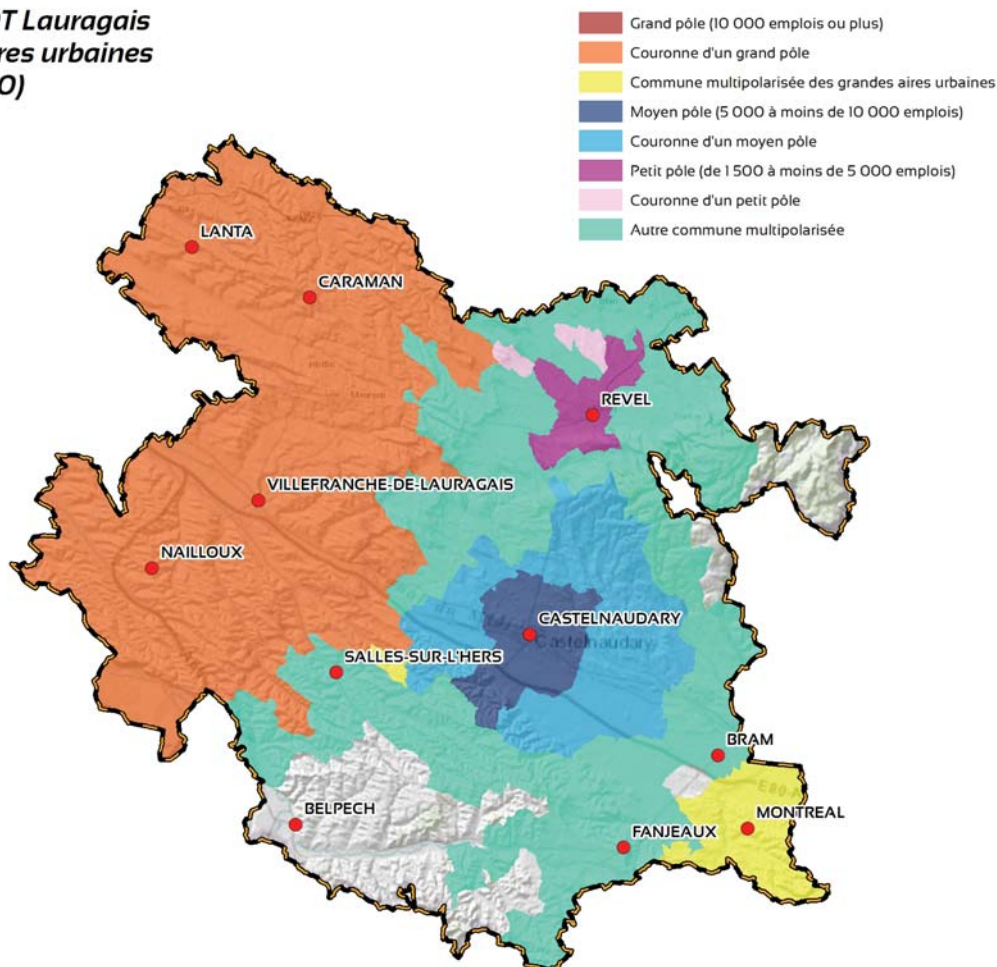 T Lauragais
res urbaines
O)
Grand pôle (10 000 emplois ou plus)
Couronne d'un grand pôle
Commune multipolarisée des grandes aires urbaines
Moyen pôle (5 000 à moins de 10 000 emplois)
Couronne d'un moyen pôle
Petit pôle (de 1 500 à moins de 5 000 emplois)
Couronne d'un petit pôle
Autre commune multipolarisée
LANTA
CARAMAN
REVEL
VILLEFRANCHE-DE-LAURAGAIS
NAILLOUX
CASTELNAUDARY
Castelnaudary
SALLES-SUR-L'HERS
BRAM
E80
BELPECH
MONTREAL
FANJEAUX